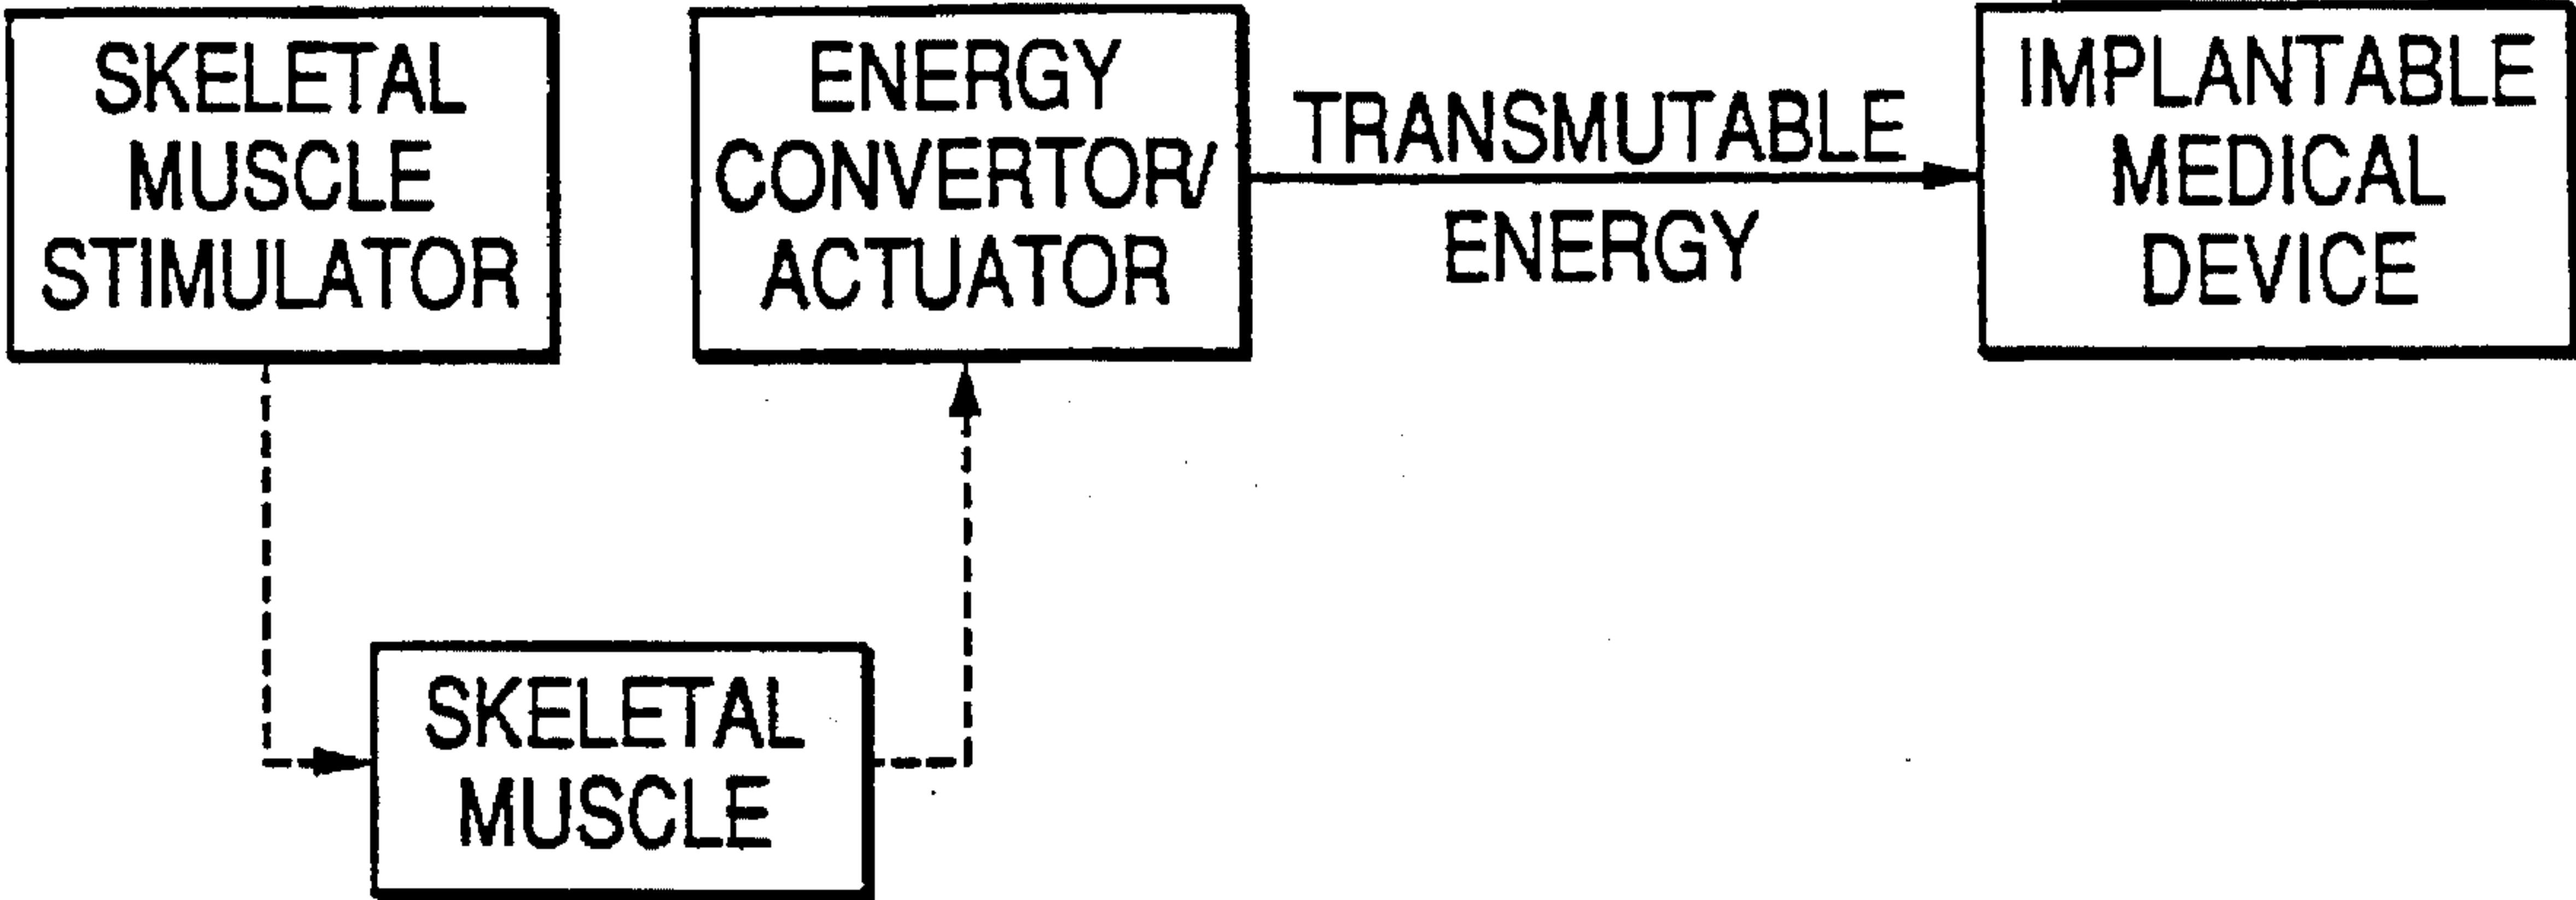 SKELETAL
MUSCLE
STIMULATOR
ENERGY
CONVERTOR/
ACTUATOR
TRANSMUTABLE
ENERGY
IMPLANTABLE
MEDICAL
DEVICE
SKELETAL
MUSCLE